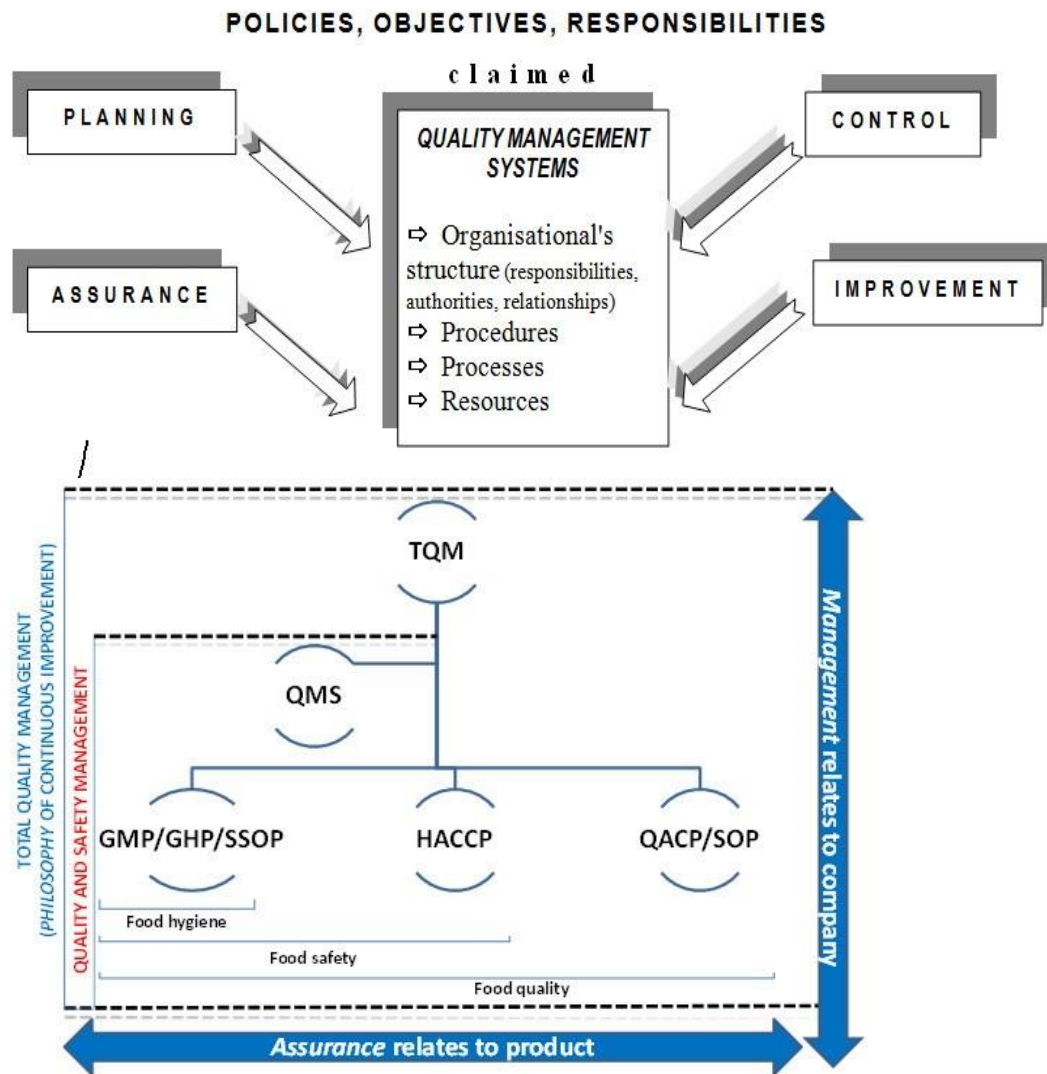 POLICIES, OBJECTIVES, RESPONSIBILITIES
claimed
PLANNING
CONTROL
QUALITY MANAGEMENT
SYSTEMS
⇨ Organisational's
structure (responsibilities,
authorities, relationships)
⇨ Procedures
⇨ Processes
⇨ Resources
ASSURANCE
IMPROVEMENT
/
TOTAL QUALITY MANAGEMENT
(PHILOSOPHY OF CONTINUOUS IMPROVEMENT)
QUALITY AND SAFETY MANAGEMENT
TQM
QMS
GMP/GHP/SSOP
HACCP
QACP/SOP
Food hygiene
Food safety
Food quality
Management relates to company
Assurance relates to product